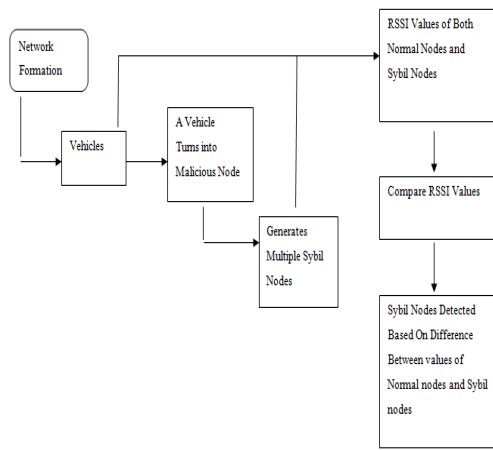 Network
Formation
Vehicles
A Vehicle
Turns into
Malicious Node
Generates
Multiple Sybil
Nodes
RSSI Values of Both
Normal Nodes and
Sybil Nodes
Compare RSSI Values
Sybil Nodes Detected
Based On Difference
Between values of
Normal nodes and Sybil
nodes